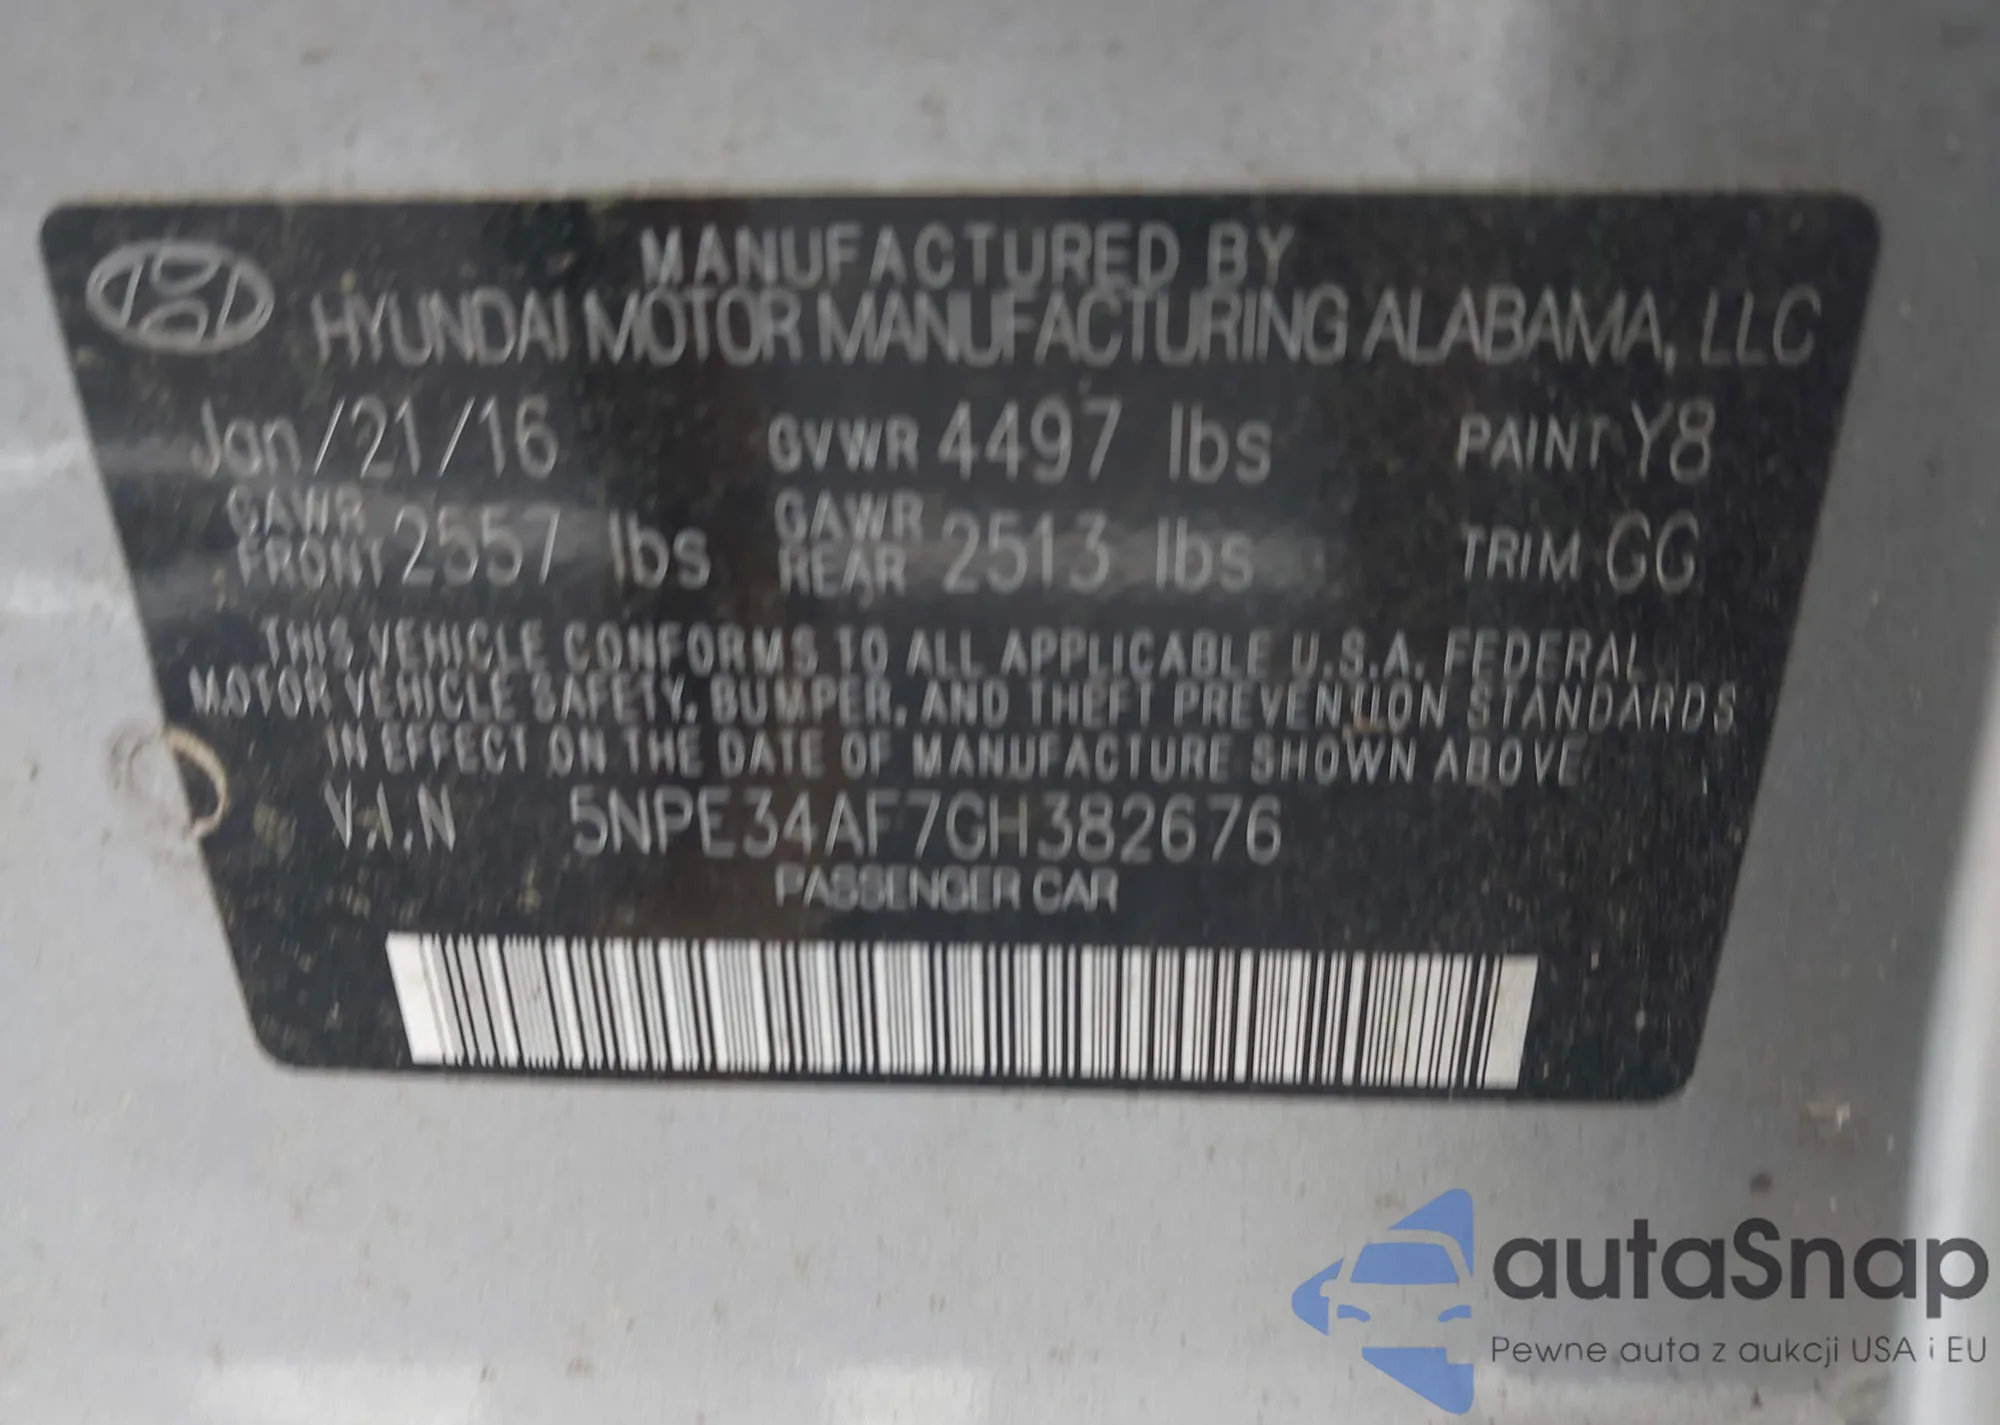 MANUFACTURED BY
HYUNDAI MOTOR MANUFACTURING ALABAMA, LLC
Jan/21/16 GVWR 4497 lbs PAINT Y8
GAWR FRONT 2557 lbs GAWR REAR 2513 lbs TRIM GG
THIS VEHICLE CONFORMS TO ALL APPLICABLE U.S.A. FEDERAL
MOTOR VEHICLE SAFETY, BUMPER, AND THEFT PREVENTION STANDARDS
IN EFFECT ON THE DATE OF MANUFACTURE SHOWN ABOVE
V.I.N 5NPE34AF7GH382676
PASSENGER CAR
autaSnap
Pewne auta z aukcji USA i EU